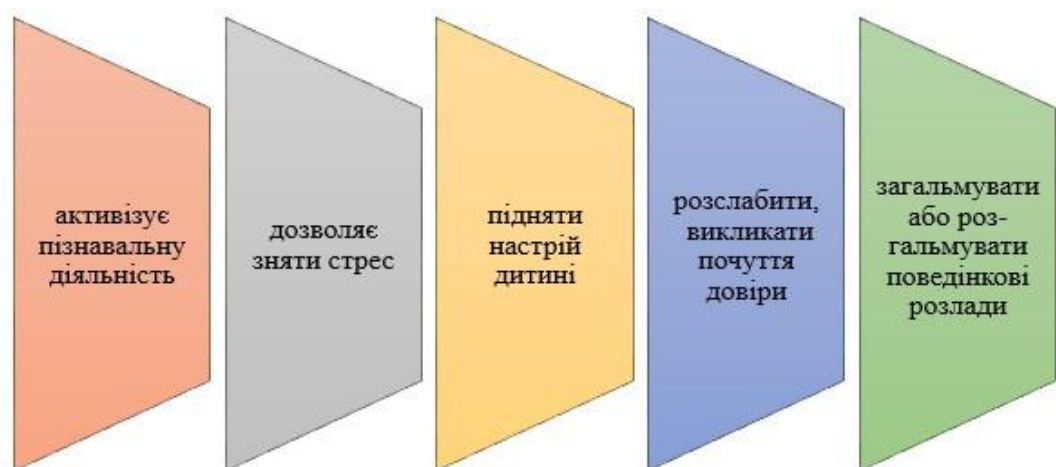 активізує
пізнавальну
діяльність
дозволяє
зняти стрес
підняти
настрій
дитині
розслабити,
викликати
почуття
довіри
загальмувати
або роз-
гальмувати
поведінкові
розлади